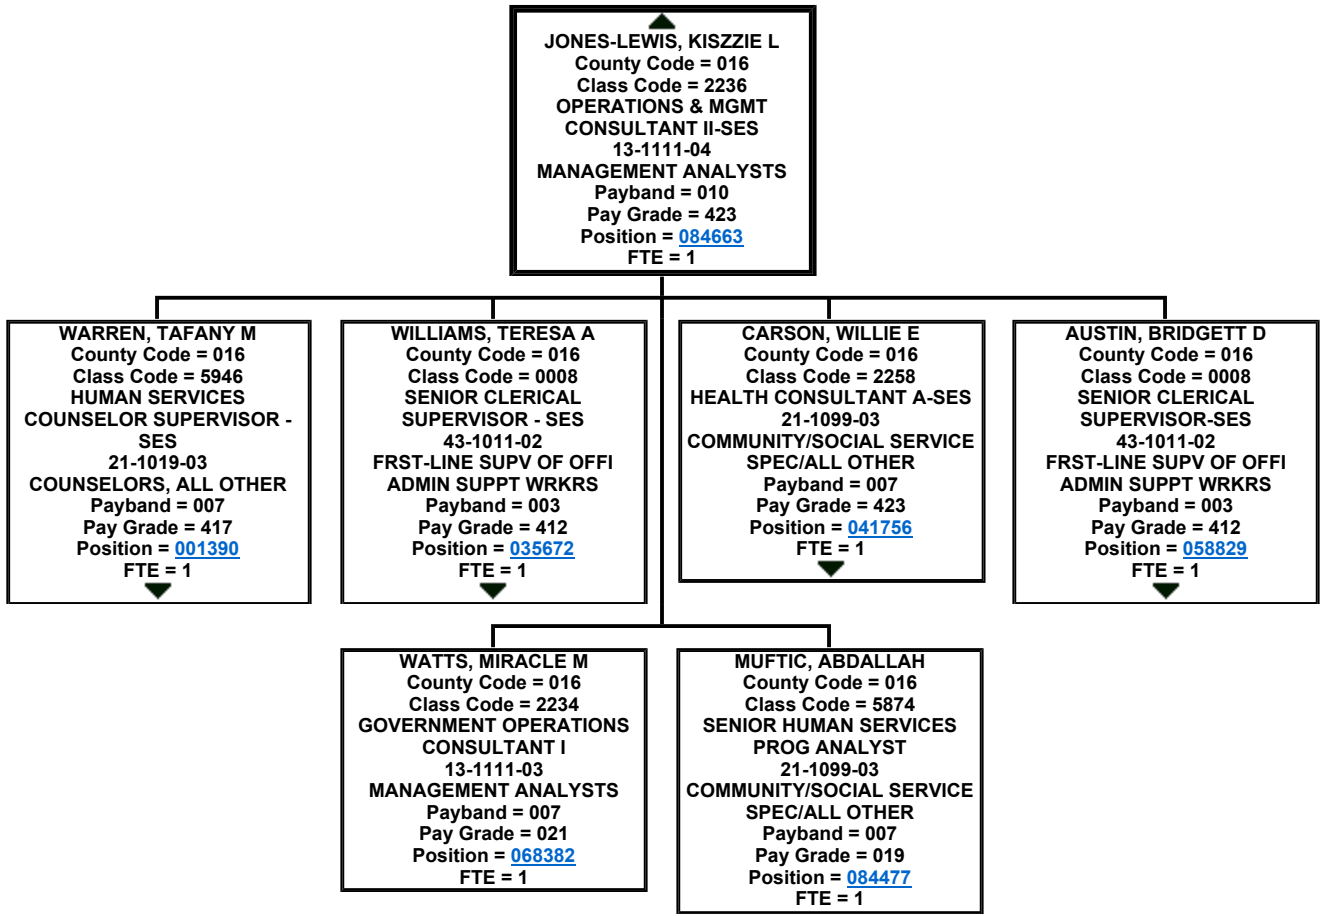 JONES-LEWIS, KISZZIE L
County Code = 016
Class Code = 2236
OPERATIONS & MGMT
CONSULTANT II-SES
13-1111-04
MANAGEMENT ANALYSTS
Payband = 010
Pay Grade = 423
Position = 084663
FTE = 1
WARREN, TAFANY M
County Code = 016
Class Code = 5946
HUMAN SERVICES
COUNSELOR SUPERVISOR -
SES
21-1019-03
COUNSELORS, ALL OTHER
Payband = 007
Pay Grade = 417
Position = 001390
FTE = 1
WILLIAMS, TERESA A
County Code = 016
Class Code = 0008
SENIOR CLERICAL
SUPERVISOR - SES
43-1011-02
FRST-LINE SUPV OF OFFI
ADMIN SUPPT WRKRS
Payband = 003
Pay Grade = 412
Position = 035672
FTE = 1
CARSON, WILLIE E
County Code = 016
Class Code = 2258
HEALTH CONSULTANT A-SES
21-1099-03
COMMUNITY/SOCIAL SERVICE
SPEC/ALL OTHER
Payband = 007
Pay Grade = 423
Position = 041756
FTE = 1
AUSTIN, BRIDGETT D
County Code = 016
Class Code = 0008
SENIOR CLERICAL
SUPERVISOR-SES
43-1011-02
FRST-LINE SUPV OF OFFI
ADMIN SUPPT WRKRS
Payband = 003
Pay Grade = 412
Position = 058829
FTE = 1
WATTS, MIRACLE M
County Code = 016
Class Code = 2234
GOVERNMENT OPERATIONS
CONSULTANT I
13-1111-03
MANAGEMENT ANALYSTS
Payband = 007
Pay Grade = 021
Position = 068382
FTE = 1
MUFTIC, ABDALLAH
County Code = 016
Class Code = 5874
SENIOR HUMAN SERVICES
PROG ANALYST
21-1099-03
COMMUNITY/SOCIAL SERVICE
SPEC/ALL OTHER
Payband = 007
Pay Grade = 019
Position = 084477
FTE = 1